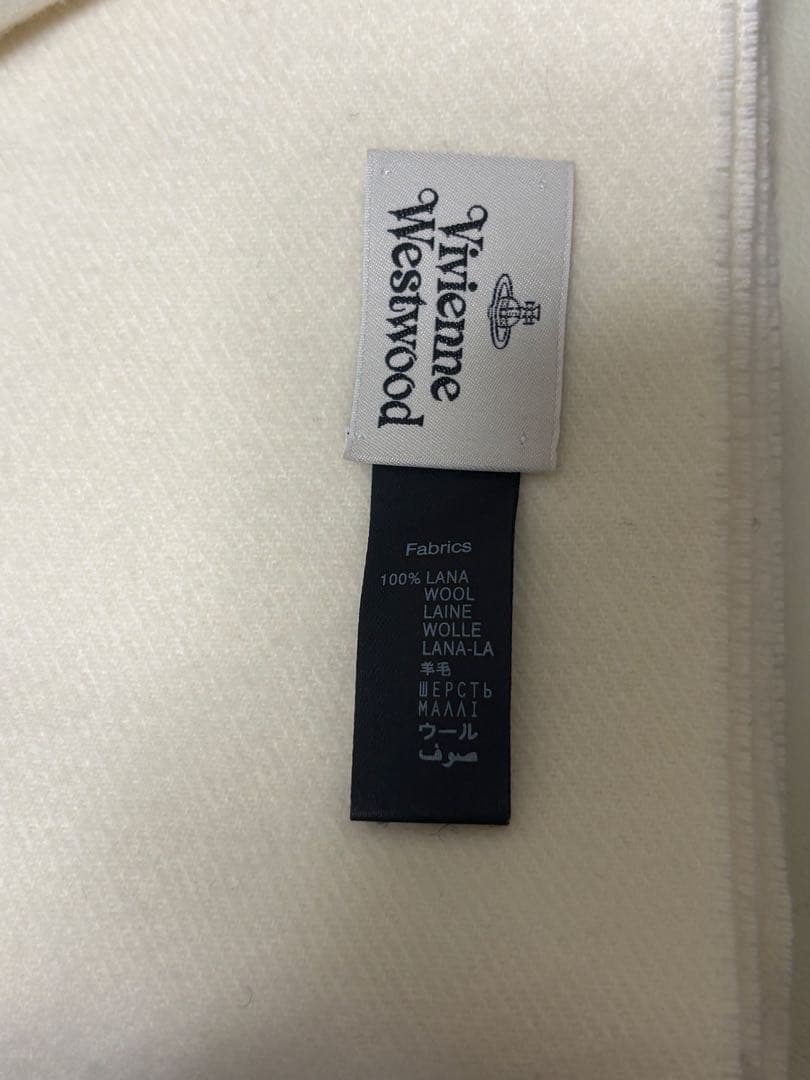 Vivienne
Westwood
Fabrics
100% LANA
WOOL
LAINE
WOLLE
LANA-LA
羊毛
ШЕРСТЬ
ΜΑΛΛΙ
ウール
صوف